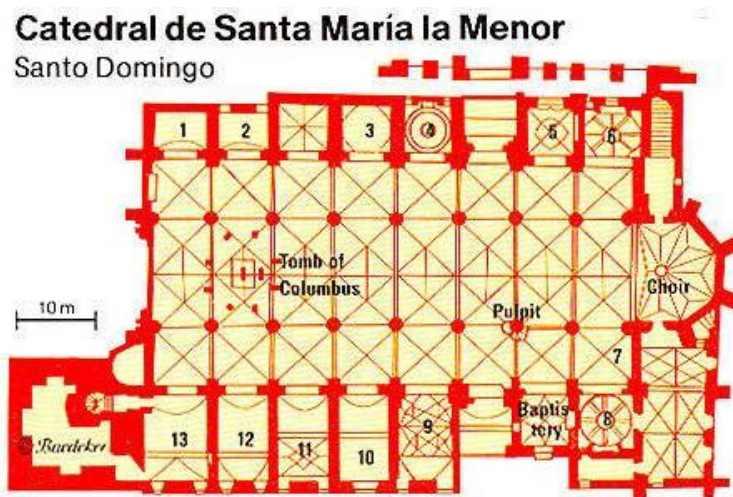 Catedral de Santa María la Menor
Santo Domingo
1
2
3
4
5
6
Tomb of
Columbus
Choir
10 m
Pulpit
7
Baptis
tery
8
9
10
11
12
13
Baedeker